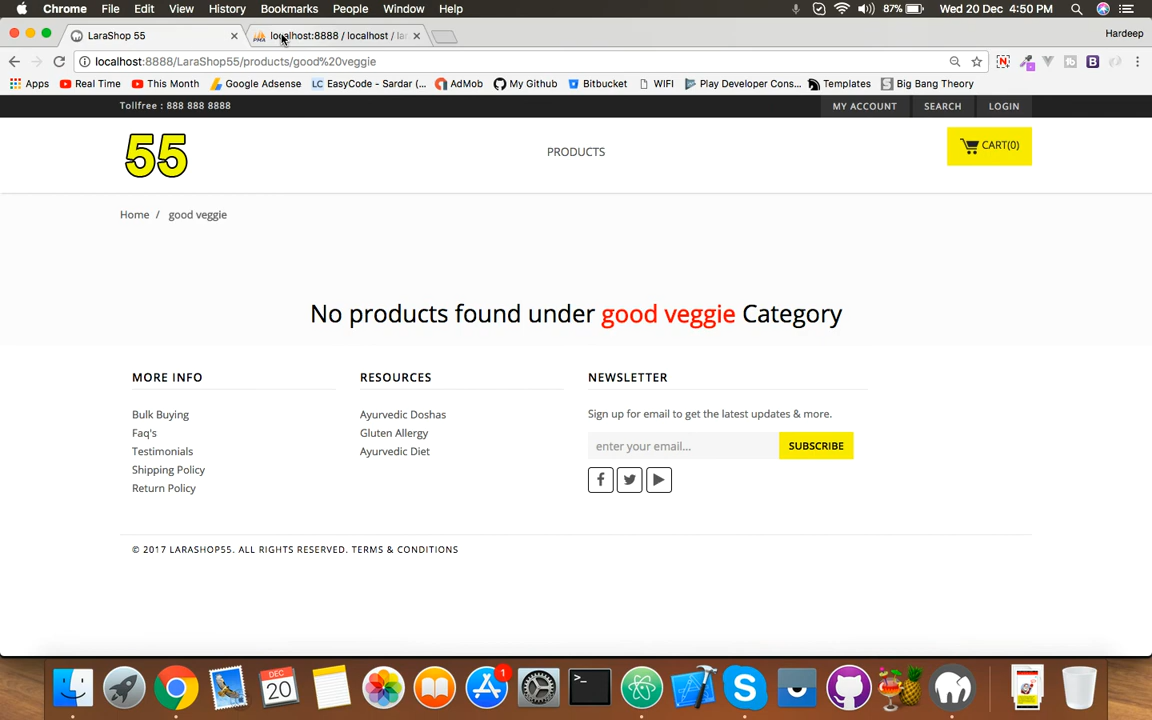 Chrome File Edit View History Bookmarks People Window Help 87% Wed 20 Dec 4:50 PM
LaraShop 55 localhost:8888 / localhost / lar Hardeep
localhost:8888/LaraShop55/products/good%20veggie
Apps Real Time This Month Google Adsense LC EasyCode - Sardar (... AdMob My Github Bitbucket WIFI Play Developer Cons... Templates Big Bang Theory
Tollfree : 888 888 8888 MY ACCOUNT SEARCH LOGIN
55 PRODUCTS CART(0)
Home / good veggie
No products found under good veggie Category
MORE INFO RESOURCES NEWSLETTER
Bulk Buying Ayurvedic Doshas Sign up for email to get the latest updates & more.
Faq's Gluten Allergy enter your email... SUBSCRIBE
Testimonials Ayurvedic Diet
Shipping Policy
Return Policy
© 2017 LARASHOP55. ALL RIGHTS RESERVED. TERMS & CONDITIONS
DEC
20
1